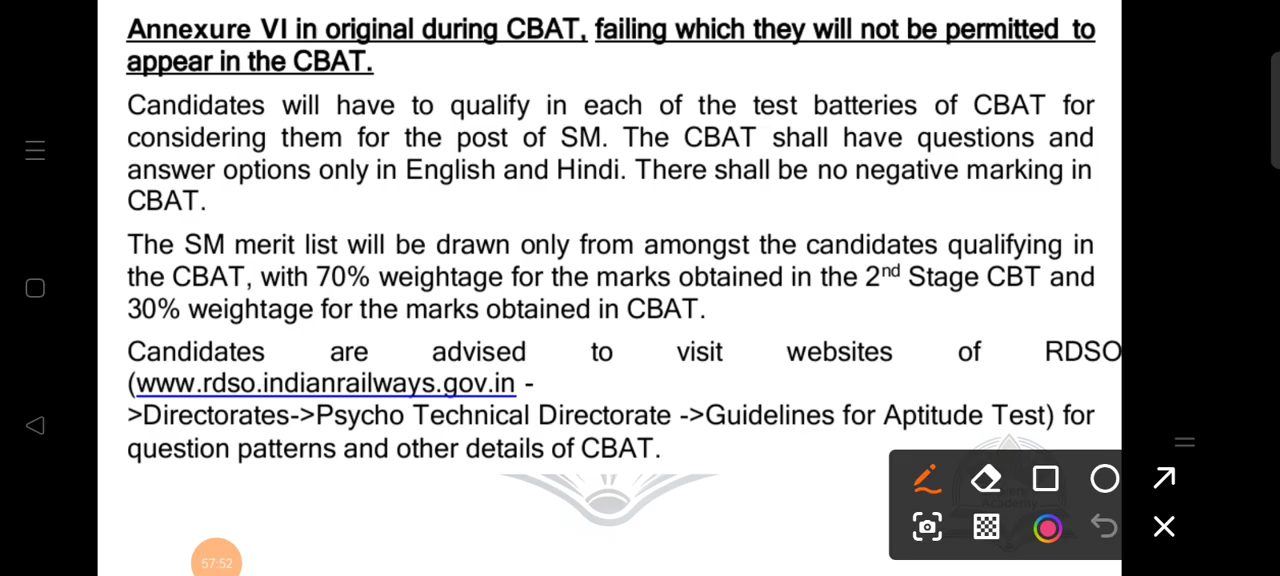 Annexure VI in original during CBAT, failing which they will not be permitted to
appear in the CBAT.
Candidates will have to qualify in each of the test batteries of CBAT for
considering them for the post of SM. The CBAT shall have questions and
answer options only in English and Hindi. There shall be no negative marking in
CBAT.
The SM merit list will be drawn only from amongst the candidates qualifying in
the CBAT, with 70% weightage for the marks obtained in the 2nd Stage CBT and
30% weightage for the marks obtained in CBAT.
Candidates are advised to visit websites of RDSO
(www.rdso.indianrailways.gov.in -
>Directorates->Psycho Technical Directorate ->Guidelines for Aptitude Test) for
question patterns and other details of CBAT.
57:52